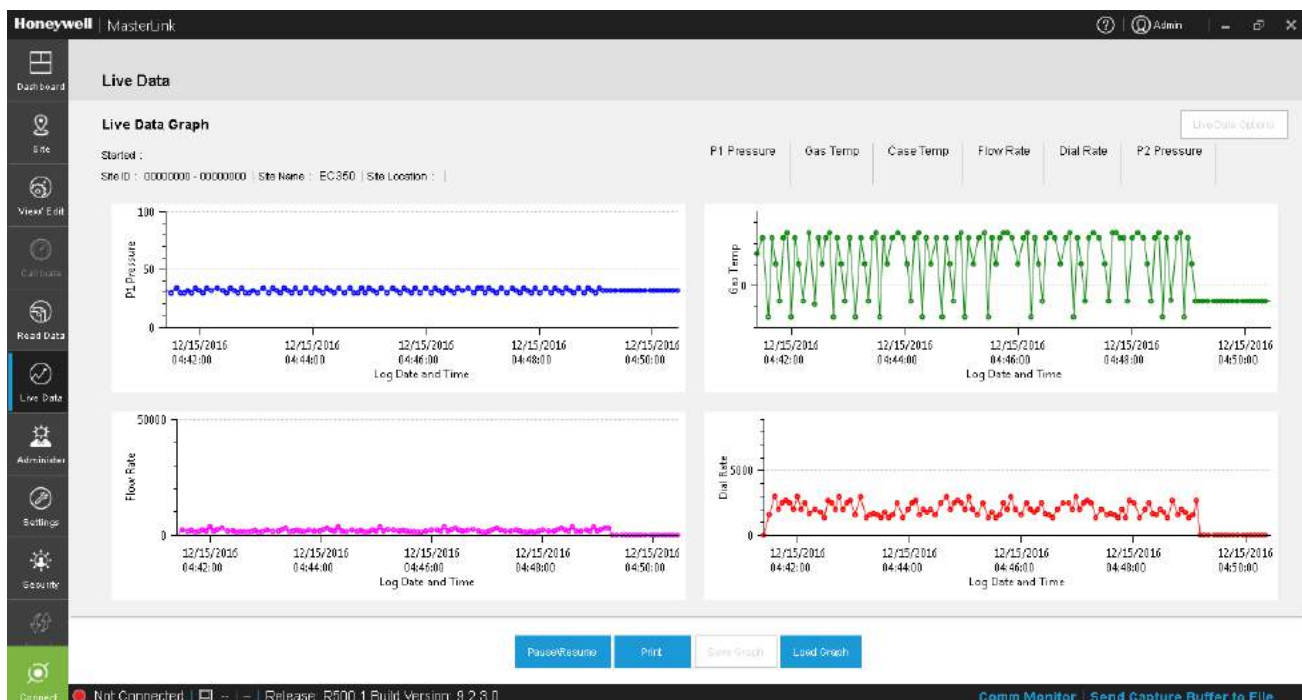 Honeywell | MasterLink
Admin
Dashboard
Site
View/ Edit
Calibrate
Read Data
Live Data
Administer
Settings
Security
Connect
Live Data
Live Data Graph
Live Data Options
Started :
Site ID : 00000000 - 00000000 | Site Name : EC350 | Site Location : |
P1 Pressure
Gas Temp
Case Temp
Flow Rate
Dial Rate
P2 Pressure
100
50
0
P1 Pressure
12/15/2016 12/15/2016 12/15/2016 12/15/2016 12/15/2016
04:42:00 04:44:00 04:46:00 04:48:00 04:50:00
Log Date and Time
0
Gas Temp
12/15/2016 12/15/2016 12/15/2016 12/15/2016 12/15/2016
04:42:00 04:44:00 04:46:00 04:48:00 04:50:00
Log Date and Time
50000
0
Flow Rate
12/15/2016 12/15/2016 12/15/2016 12/15/2016 12/15/2016
04:42:00 04:44:00 04:46:00 04:48:00 04:50:00
Log Date and Time
5000
0
Dial Rate
12/15/2016 12/15/2016 12/15/2016 12/15/2016 12/15/2016
04:42:00 04:44:00 04:46:00 04:48:00 04:50:00
Log Date and Time
Pause\Resume
Print
Save Graph
Load Graph
Not Connected | -- | -- | Release: R500.1 Build Version: 9.2.3.0
Comm Monitor | Send Capture Buffer to File